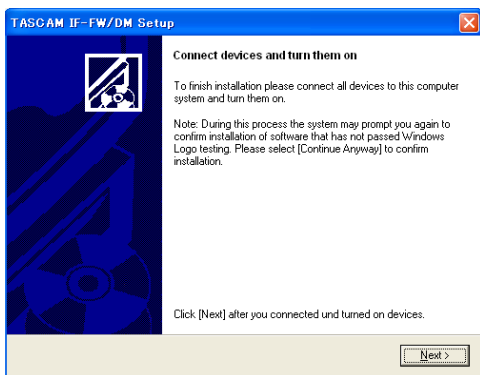 TASCAM IF-FW/DM Setup
Connect devices and turn them on
To finish installation please connect all devices to this computer
system and turn them on.
Note: During this process the system may prompt you again to
confirm installation of software that has not passed Windows
Logo testing. Please select [Continue Anyway] to confirm
installation.
Click [Next] after you connected und turned on devices.
Next >